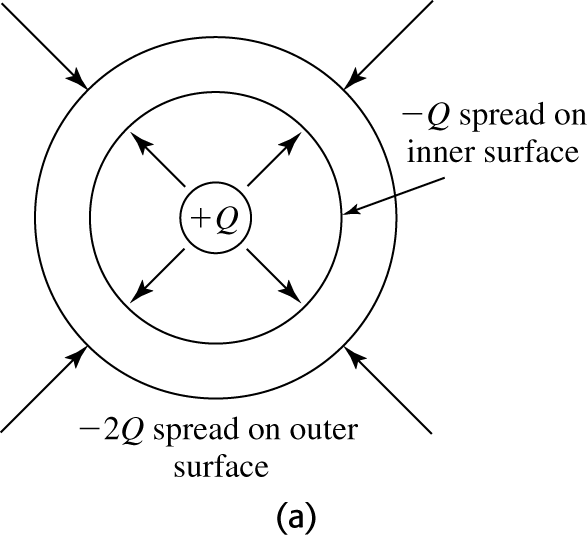 −Q spread on
inner surface
+Q
−2Q spread on outer
surface
(a)